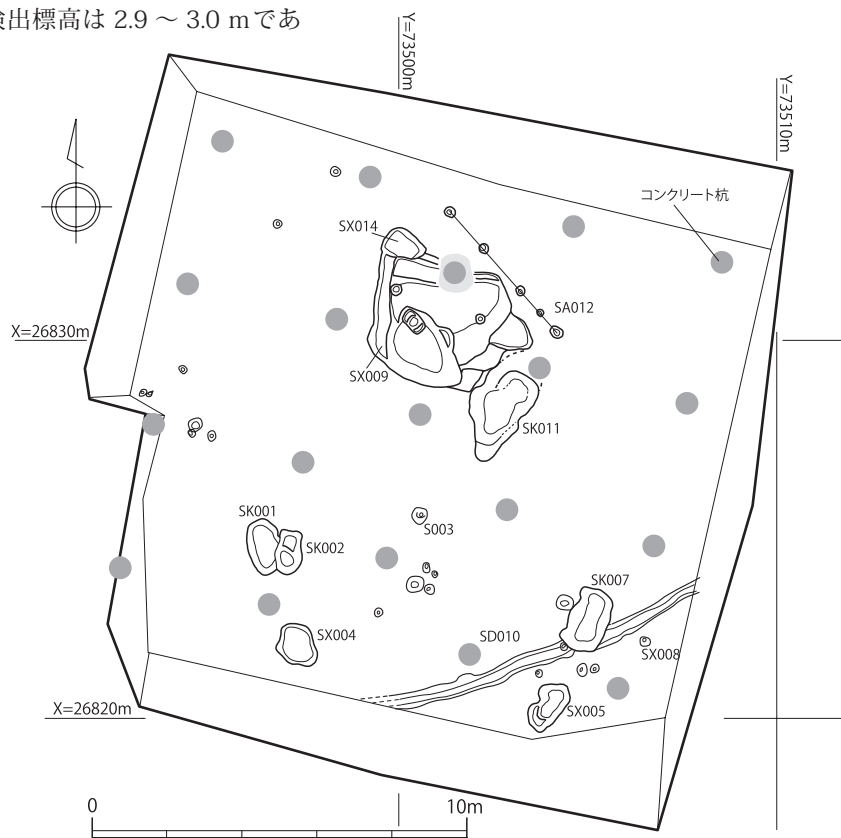 検出標高は 2.9 ~ 3.0 mであ
Y=73500m
Y=73510m
コンクリート杭
SX014
SA012
X=26830m
SX009
SK011
SK001
S003
SK002
SK007
SX004
SD010
SX008
X=26820m
SX005
0
10m